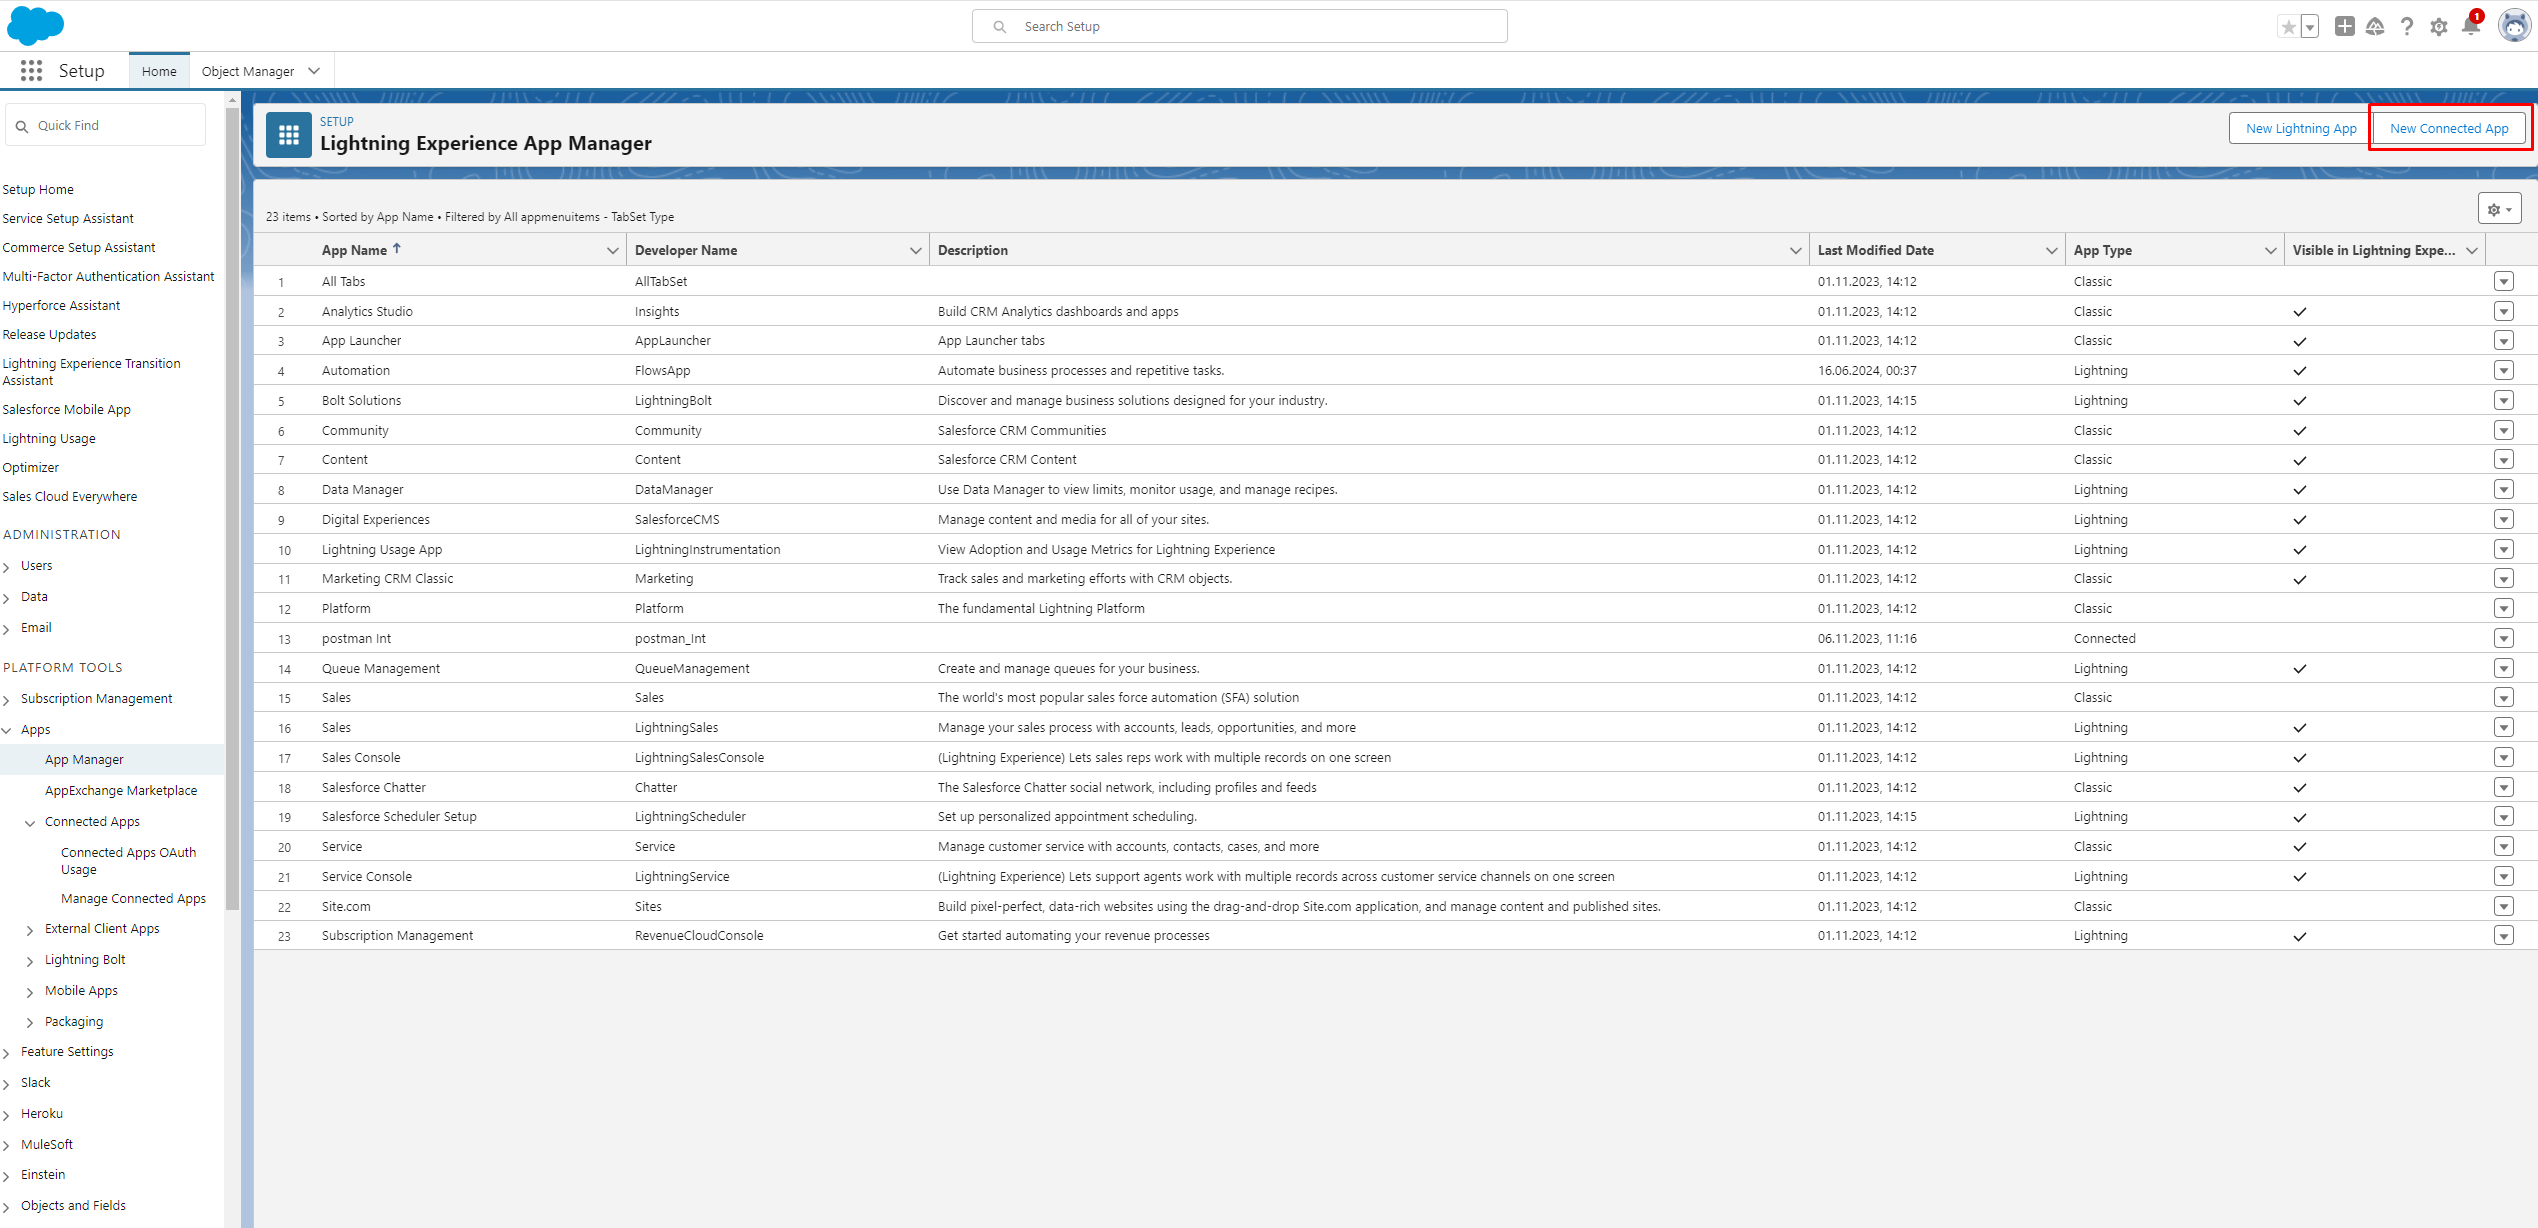 Search Setup
1
Setup
Home
Object Manager
Quick Find
Setup Home
Service Setup Assistant
Commerce Setup Assistant
Multi-Factor Authentication Assistant
Hyperforce Assistant
Release Updates
Lightning Experience Transition
Assistant
Salesforce Mobile App
Lightning Usage
Optimizer
Sales Cloud Everywhere
ADMINISTRATION
Users
Data
Email
PLATFORM TOOLS
Subscription Management
Apps
App Manager
AppExchange Marketplace
Connected Apps
Connected Apps OAuth
Usage
Manage Connected Apps
External Client Apps
Lightning Bolt
Mobile Apps
Packaging
Feature Settings
Slack
Heroku
MuleSoft
Einstein
Objects and Fields
SETUP
Lightning Experience App Manager
New Lightning App
New Connected App
23 items • Sorted by App Name • Filtered by All appmenuitems - TabSet Type
App Name Developer Name Description Last Modified Date App Type Visible in Lightning Expe...
1 All Tabs AllTabSet 01.11.2023, 14:12 Classic
2 Analytics Studio Insights Build CRM Analytics dashboards and apps 01.11.2023, 14:12 Classic
3 App Launcher AppLauncher App Launcher tabs 01.11.2023, 14:12 Classic
4 Automation FlowsApp Automate business processes and repetitive tasks. 16.06.2024, 00:37 Lightning
5 Bolt Solutions LightningBolt Discover and manage business solutions designed for your industry. 01.11.2023, 14:15 Lightning
6 Community Community Salesforce CRM Communities 01.11.2023, 14:12 Classic
7 Content Content Salesforce CRM Content 01.11.2023, 14:12 Classic
8 Data Manager DataManager Use Data Manager to view limits, monitor usage, and manage recipes. 01.11.2023, 14:12 Lightning
9 Digital Experiences SalesforceCMS Manage content and media for all of your sites. 01.11.2023, 14:12 Lightning
10 Lightning Usage App LightningInstrumentation View Adoption and Usage Metrics for Lightning Experience 01.11.2023, 14:12 Lightning
11 Marketing CRM Classic Marketing Track sales and marketing efforts with CRM objects. 01.11.2023, 14:12 Classic
12 Platform Platform The fundamental Lightning Platform 01.11.2023, 14:12 Classic
13 postman Int postman_Int 06.11.2023, 11:16 Connected
14 Queue Management QueueManagement Create and manage queues for your business. 01.11.2023, 14:12 Lightning
15 Sales Sales The world's most popular sales force automation (SFA) solution 01.11.2023, 14:12 Classic
16 Sales LightningSales Manage your sales process with accounts, leads, opportunities, and more 01.11.2023, 14:12 Lightning
17 Sales Console LightningSalesConsole (Lightning Experience) Lets sales reps work with multiple records on one screen 01.11.2023, 14:12 Lightning
18 Salesforce Chatter Chatter The Salesforce Chatter social network, including profiles and feeds 01.11.2023, 14:12 Classic
19 Salesforce Scheduler Setup LightningScheduler Set up personalized appointment scheduling. 01.11.2023, 14:15 Lightning
20 Service Service Manage customer service with accounts, contacts, cases, and more 01.11.2023, 14:12 Classic
21 Service Console LightningService (Lightning Experience) Lets support agents work with multiple records across customer service channels on one screen 01.11.2023, 14:12 Lightning
22 Site.com Sites Build pixel-perfect, data-rich websites using the drag-and-drop Site.com application, and manage content and published sites. 01.11.2023, 14:12 Classic
23 Subscription Management RevenueCloudConsole Get started automating your revenue processes 01.11.2023, 14:12 Lightning